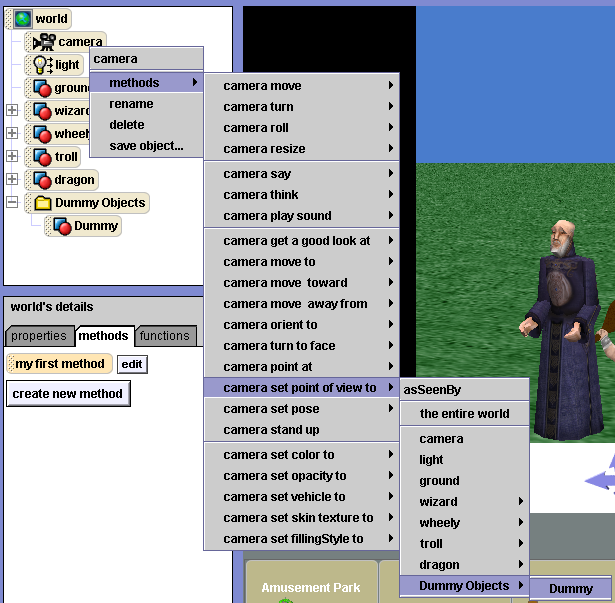 world
camera
light
ground
wizard
wheely
troll
dragon
Dummy Objects
Dummy
camera
methods
rename
delete
save object...
camera move
camera turn
camera roll
camera resize
camera say
camera think
camera play sound
camera get a good look at
camera move to
camera move toward
camera move away from
camera orient to
camera turn to face
camera point at
camera set point of view to
camera set pose
camera stand up
camera set color to
camera set opacity to
camera set vehicle to
camera set skin texture to
camera set fillingStyle to
asSeenBy
the entire world
camera
light
ground
wizard
wheely
troll
dragon
Dummy Objects
Dummy
world's details
properties
methods
functions
my first method
edit
create new method
Amusement Park